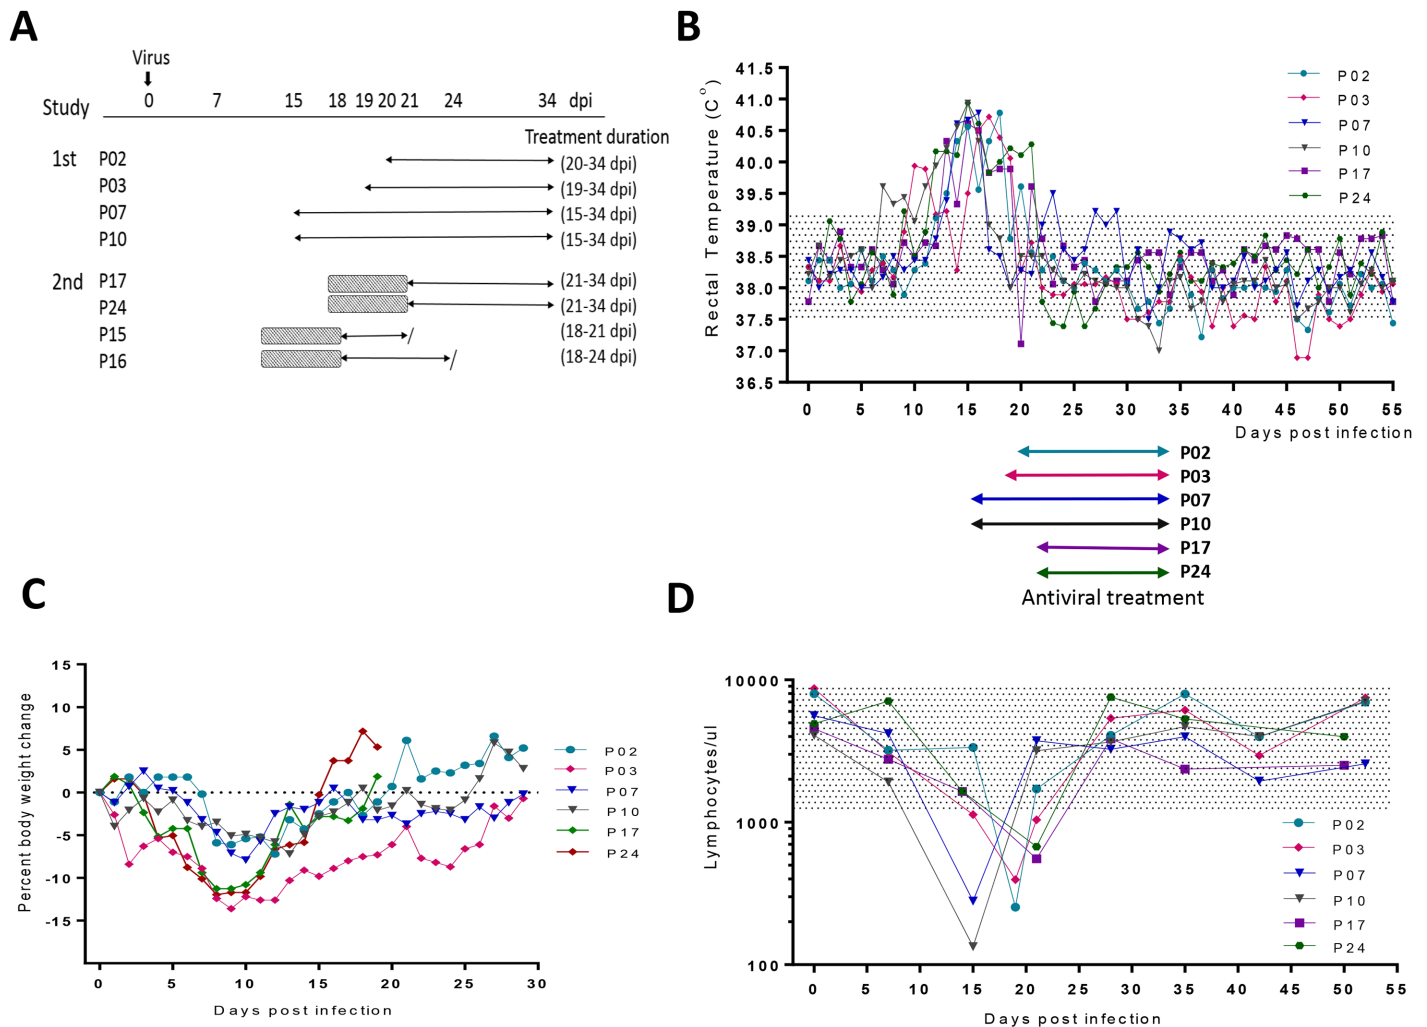 A
Virus
Study 0 7 15 18 19 20 21 24 34 dpi
Treatment duration
1st P02 (20-34 dpi)
P03 (19-34 dpi)
P07 (15-34 dpi)
P10 (15-34 dpi)
2nd P17 (21-34 dpi)
P24 (21-34 dpi)
P15 / (18-21 dpi)
P16 / (18-24 dpi)
B
Rectal Temperature (C°)
41.5
41.0
40.5
40.0
39.5
39.0
38.5
38.0
37.5
37.0
36.5
P02
P03
P07
P10
P17
P24
0 5 10 15 20 25 30 35 40 45 50 55
Days post infection
P02
P03
P07
P10
P17
P24
Antiviral treatment
C
Percent body weight change
15
10
5
0
-5
-10
-15
P02
P03
P07
P10
P17
P24
0 5 10 15 20 25 30
Days post infection
D
Lymphocytes/ul
10000
1000
100
P02
P03
P07
P10
P17
P24
0 5 10 15 20 25 30 35 40 45 50 55
Days post infection